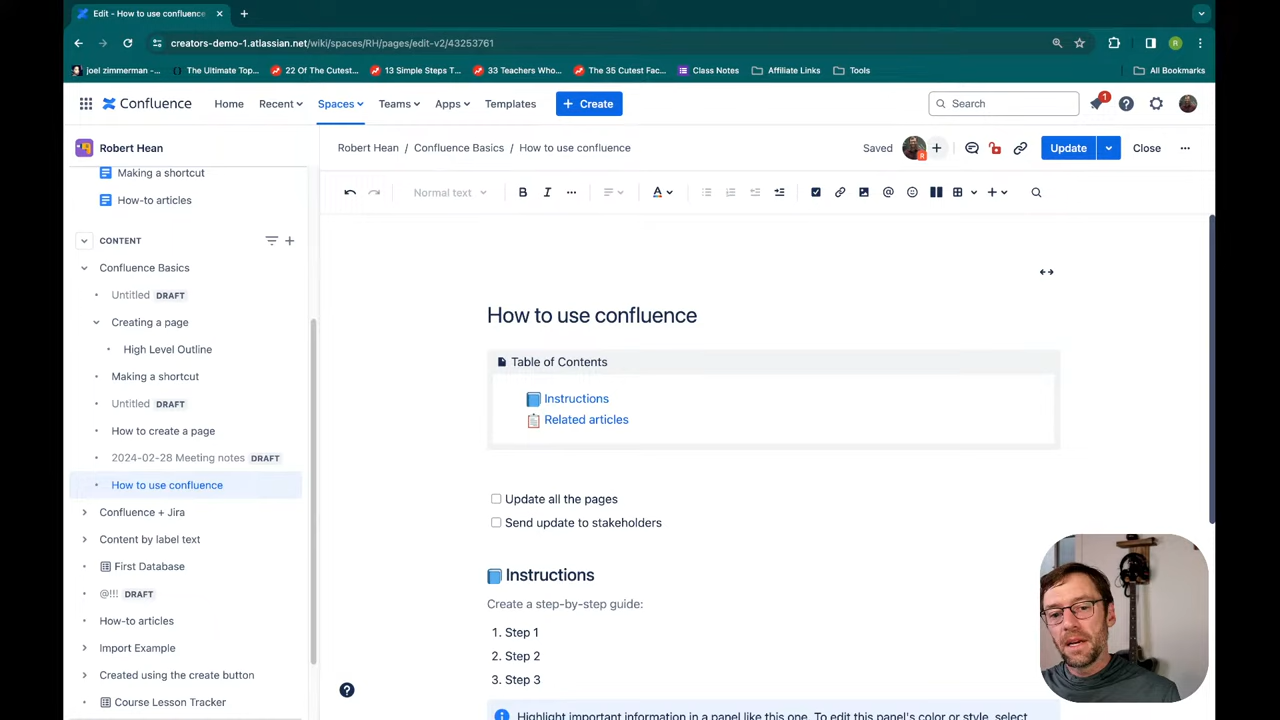 Edit - How to use confluence
creators-demo-1.atlassian.net/wiki/spaces/RH/pages/edit-v2/43253761
R
joel zimmerman -...
The Ultimate Top...
22 Of The Cutest...
13 Simple Steps T...
33 Teachers Who...
The 35 Cutest Fac...
Class Notes
Affiliate Links
Tools
All Bookmarks
Confluence
Home
Recent
Spaces
Teams
Apps
Templates
+ Create
Search
1
Robert Hean
Robert Hean / Confluence Basics / How to use confluence
Saved
R
Update
Close
Making a shortcut
How-to articles
Normal text
B
I
A
CONTENT
Confluence Basics
Untitled DRAFT
Creating a page
High Level Outline
Making a shortcut
Untitled DRAFT
How to create a page
2024-02-28 Meeting notes DRAFT
How to use confluence
Confluence + Jira
Content by label text
First Database
@!!! DRAFT
How-to articles
Import Example
Created using the create button
Course Lesson Tracker
How to use confluence
Table of Contents
Instructions
Related articles
Update all the pages
Send update to stakeholders
Instructions
Create a step-by-step guide:
1. Step 1
2. Step 2
3. Step 3
Highlight important information in a panel like this one. To edit this panel's color or style, select